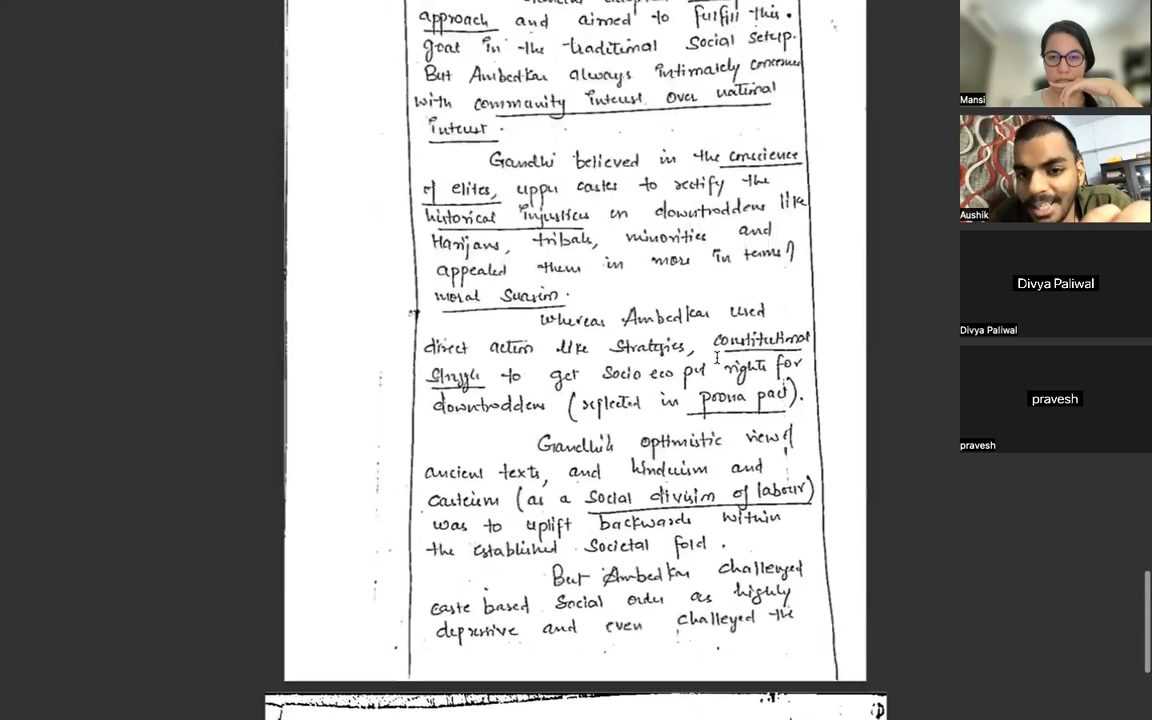 approach and aimed to fulfill this.
goal in the traditional Social setup.
But Ambedkar always intimately concerned
with community interest over national
interest.
Gandhi believed in the conscience
of elites, upper castes to rectify the
historical injustices on downtroddens like
Harijans, tribals, minorities and
appealed them in more in terms of
moral suasion.
Whereas Ambedkar used
direct action like strategies, constitutional
struggle to get socio eco pol rights for
downtroddens (reflected in poona pact).
Gandhi's optimistic view of
ancient texts, and hinduism and
casteism (as a social division of labour)
was to uplift backwards within
the established Societal fold.
But Ambedkar challenged
caste based Social order as highly
depressive and even challenged the
Mansi
Aushik
Divya Paliwal
Divya Paliwal
pravesh
pravesh